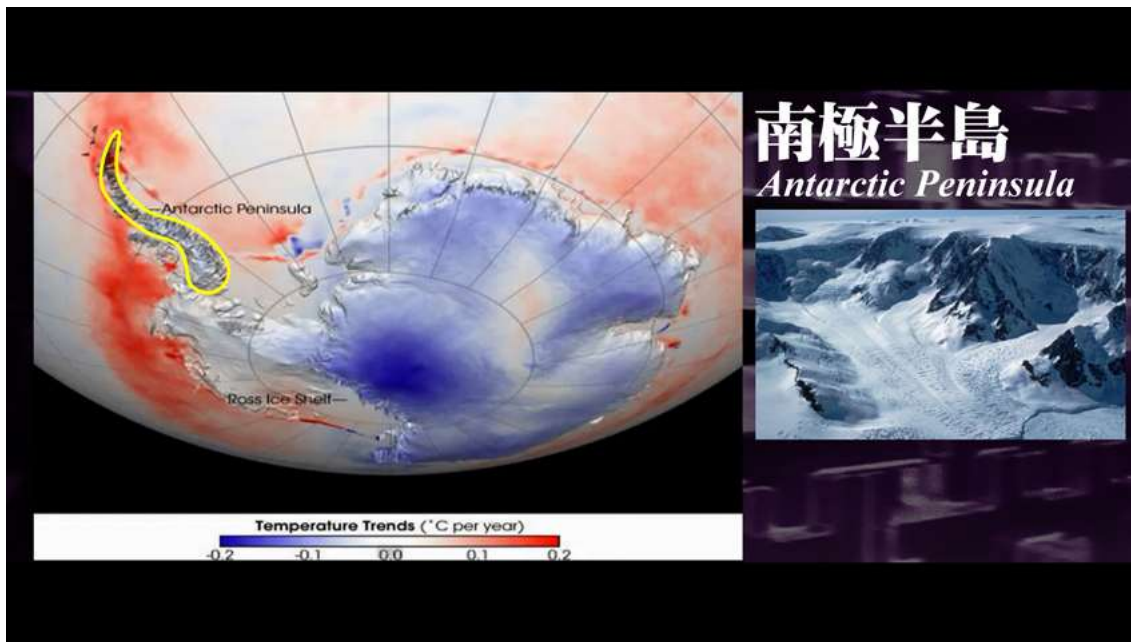 南極半島
Antarctic Peninsula
Antarctic Peninsula
Ross Ice Shelf
Temperature Trends (˚C per year)
-0.2 -0.1 0.0 0.1 0.2